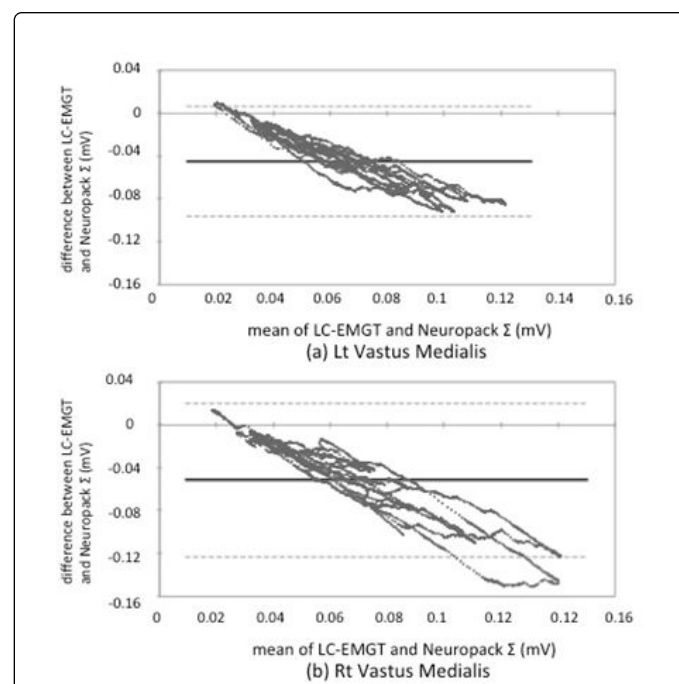 0.04
0
-0.04
-0.08
-0.12
-0.16
difference between LC-EMGT
and Neuropack Σ (mV)
0 0.02 0.04 0.06 0.08 0.1 0.12 0.14 0.16
mean of LC-EMGT and Neuropack Σ (mV)
(a) Lt Vastus Medialis
0.04
0
-0.04
-0.08
-0.12
-0.16
difference between LC-EMGT
and Neuropack Σ (mV)
0.02 0.04 0.06 0.08 0.1 0.12 0.12 0.16
mean of LC-EMGT and Neuropack Σ (mV)
(b) Rt Vastus Medialis